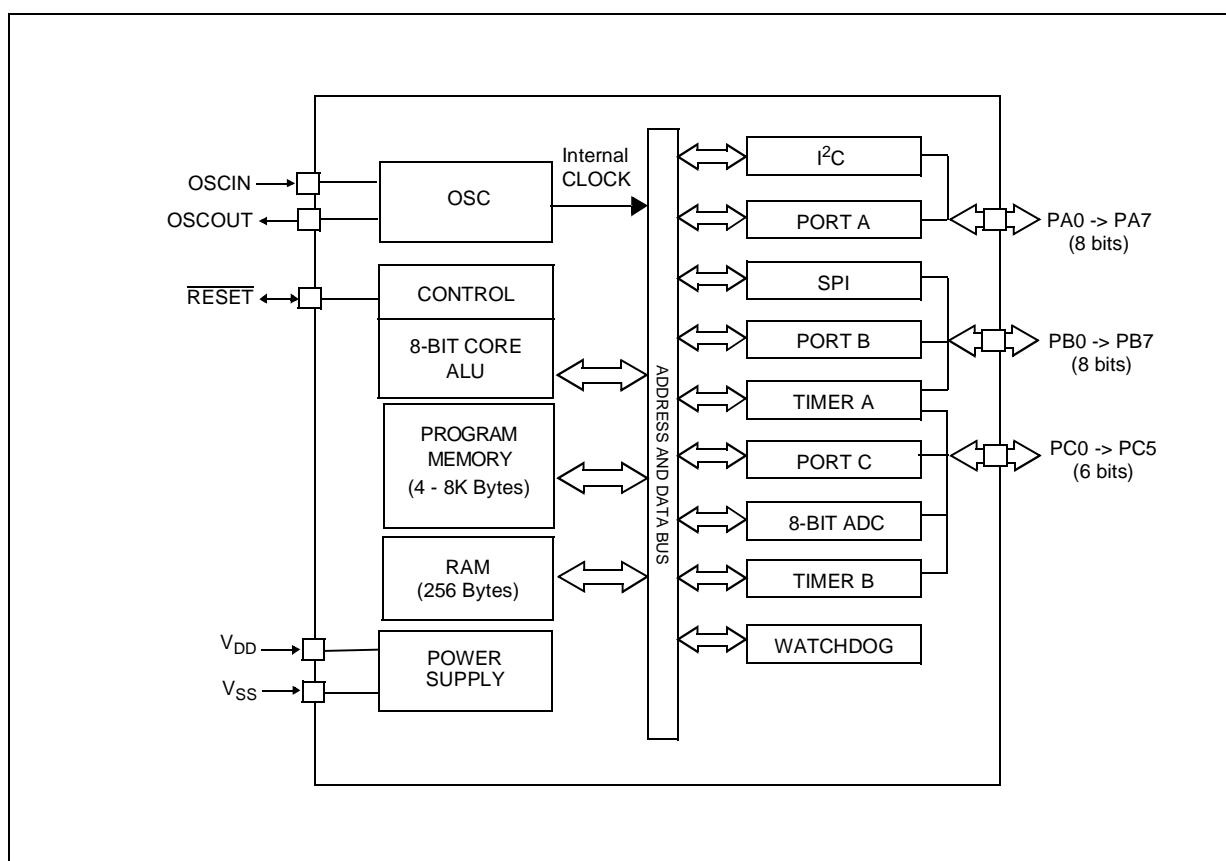 OSCIN
OSCOUT
RESET
V_DD
V_SS
OSC
Internal
CLOCK
CONTROL
8-BIT CORE
ALU
PROGRAM
MEMORY
(4 - 8K Bytes)
RAM
(256 Bytes)
POWER
SUPPLY
ADDRESS AND DATA BUS
I²C
PORT A
SPI
PORT B
TIMER A
PORT C
8-BIT ADC
TIMER B
WATCHDOG
PA0 -> PA7
(8 bits)
PB0 -> PB7
(8 bits)
PC0 -> PC5
(6 bits)